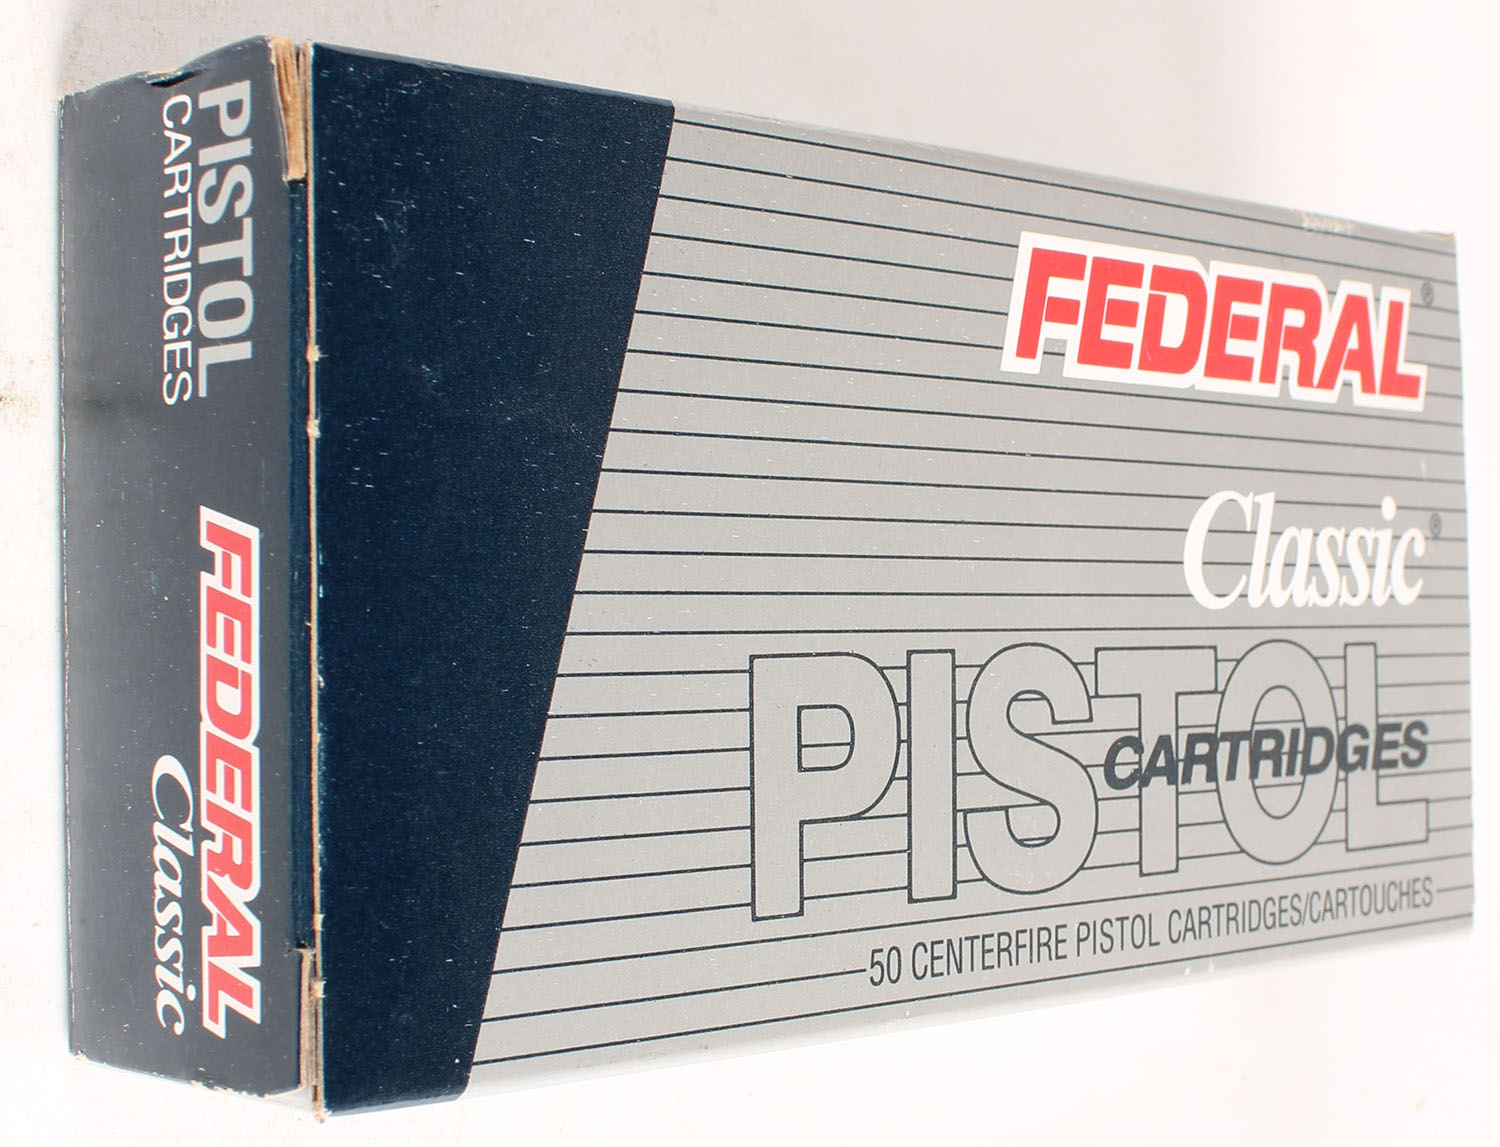 PISTOL
CARTRIDGES
FEDERAL
Classic
FEDERAL®
Classic®
PISTOL
CARTRIDGES
50 CENTERFIRE PISTOL CARTRIDGES/CARTOUCHES